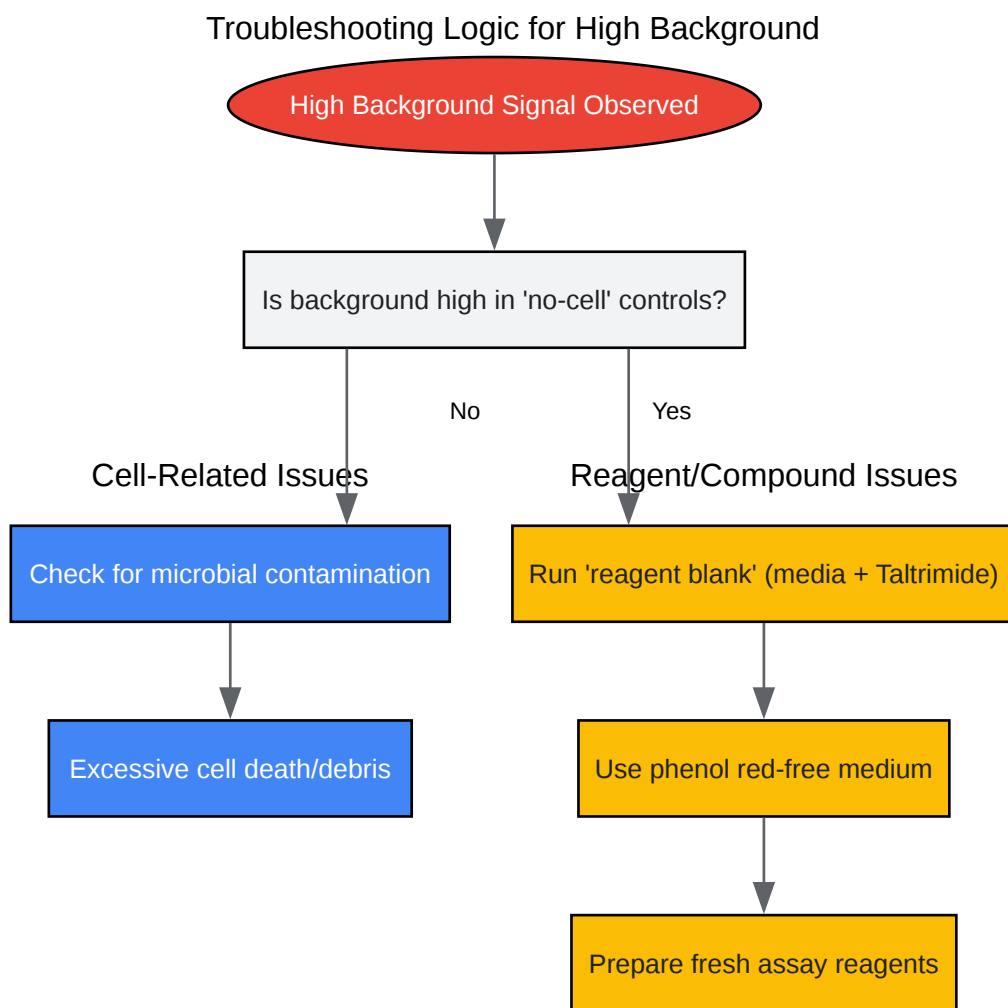 Troubleshooting Logic for High Background
High Background Signal Observed
Is background high in 'no-cell' controls?
No
Yes
Cell-Related Issues
Reagent/Compound Issues
Check for microbial contamination
Run 'reagent blank' (media + Taltrimide)
Excessive cell death/debris
Use phenol red-free medium
Prepare fresh assay reagents